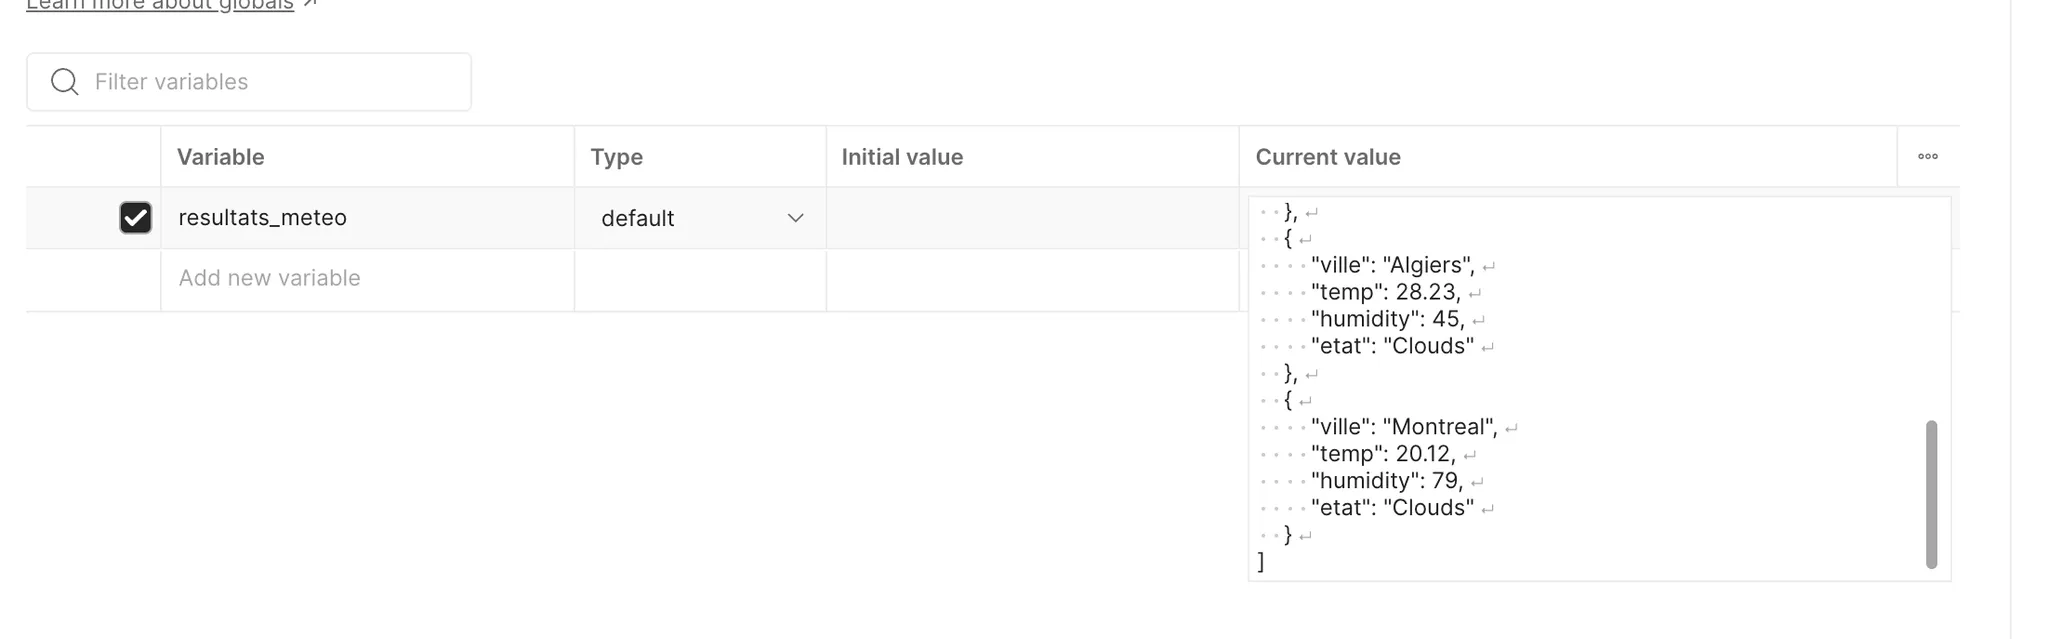 Learn more about globals ↗
Filter variables
Variable Type Initial value Current value
resultats_meteo default
Add new variable
},
{
"ville": "Algiers",
"temp": 28.23,
"humidity": 45,
"etat": "Clouds"
},
{
"ville": "Montreal",
"temp": 20.12,
"humidity": 79,
"etat": "Clouds"
}
]